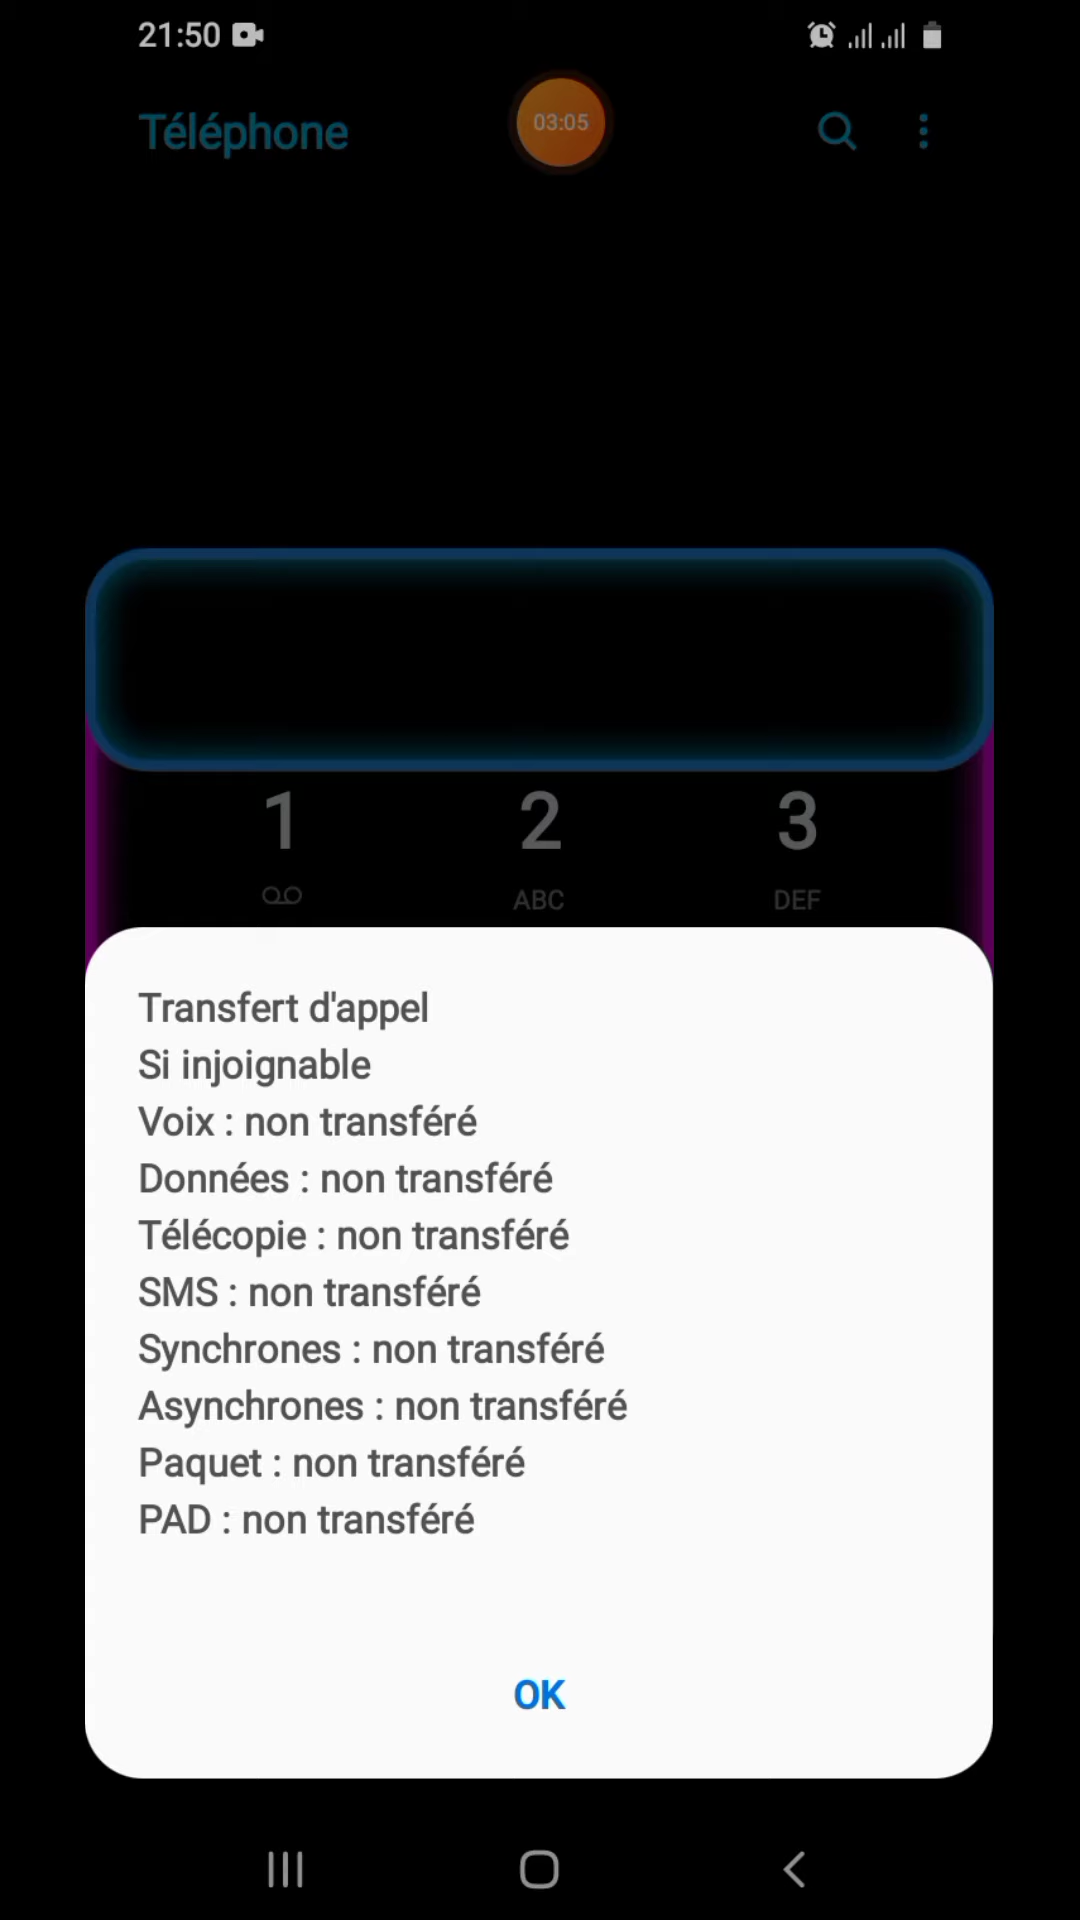 21:50
Téléphone
03:05
1 2 3
ABC DEF
Transfert d'appel
Si injoignable
Voix : non transféré
Données : non transféré
Télécopie : non transféré
SMS : non transféré
Synchrones : non transféré
Asynchrones : non transféré
Paquet : non transféré
PAD : non transféré
OK